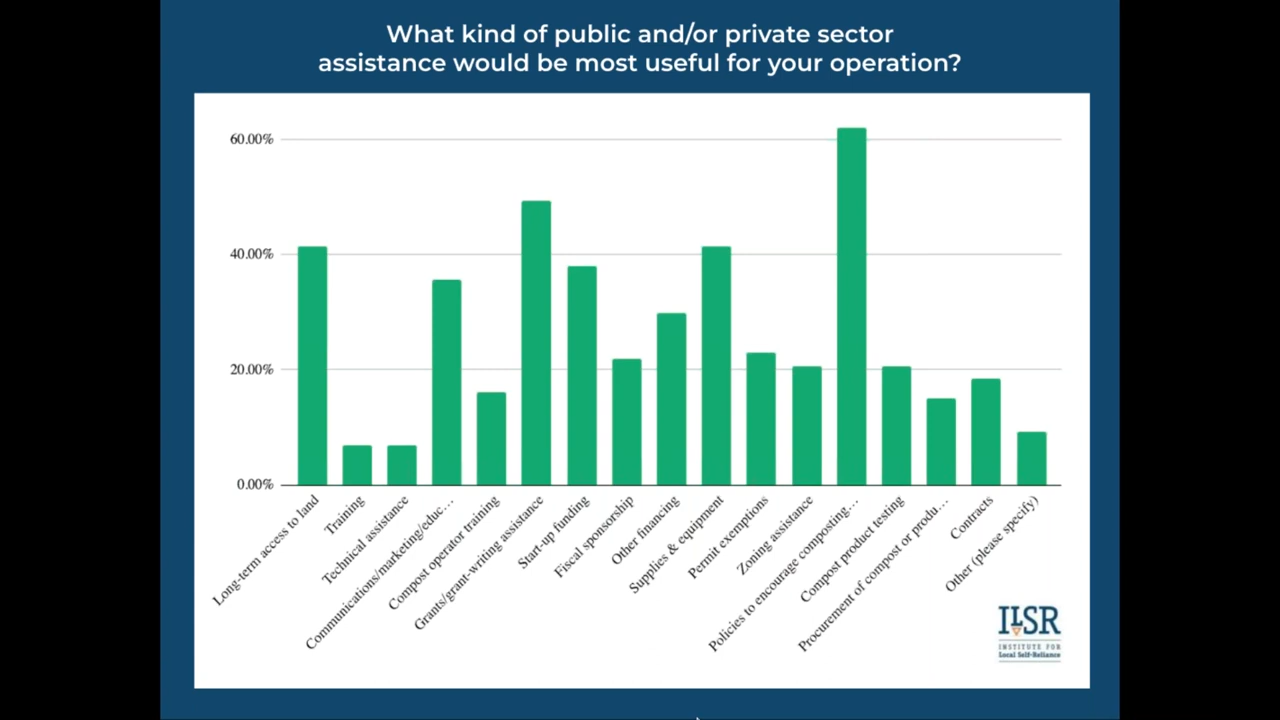 What kind of public and/or private sector
assistance would be most useful for your operation?
60.00%
40.00%
20.00%
0.00%
Long-term access to land
Training
Technical assistance
Communications/marketing/educ...
Compost operator training
Grants/grant-writing assistance
Start-up funding
Fiscal sponsorship
Other financing
Supplies & equipment
Permit exemptions
Zoning assistance
Policies to encourage composting...
Compost product testing
Procurement of compost or produ...
Contracts
Other (please specify)
ILSR
INSTITUTE FOR
Local Self-Reliance